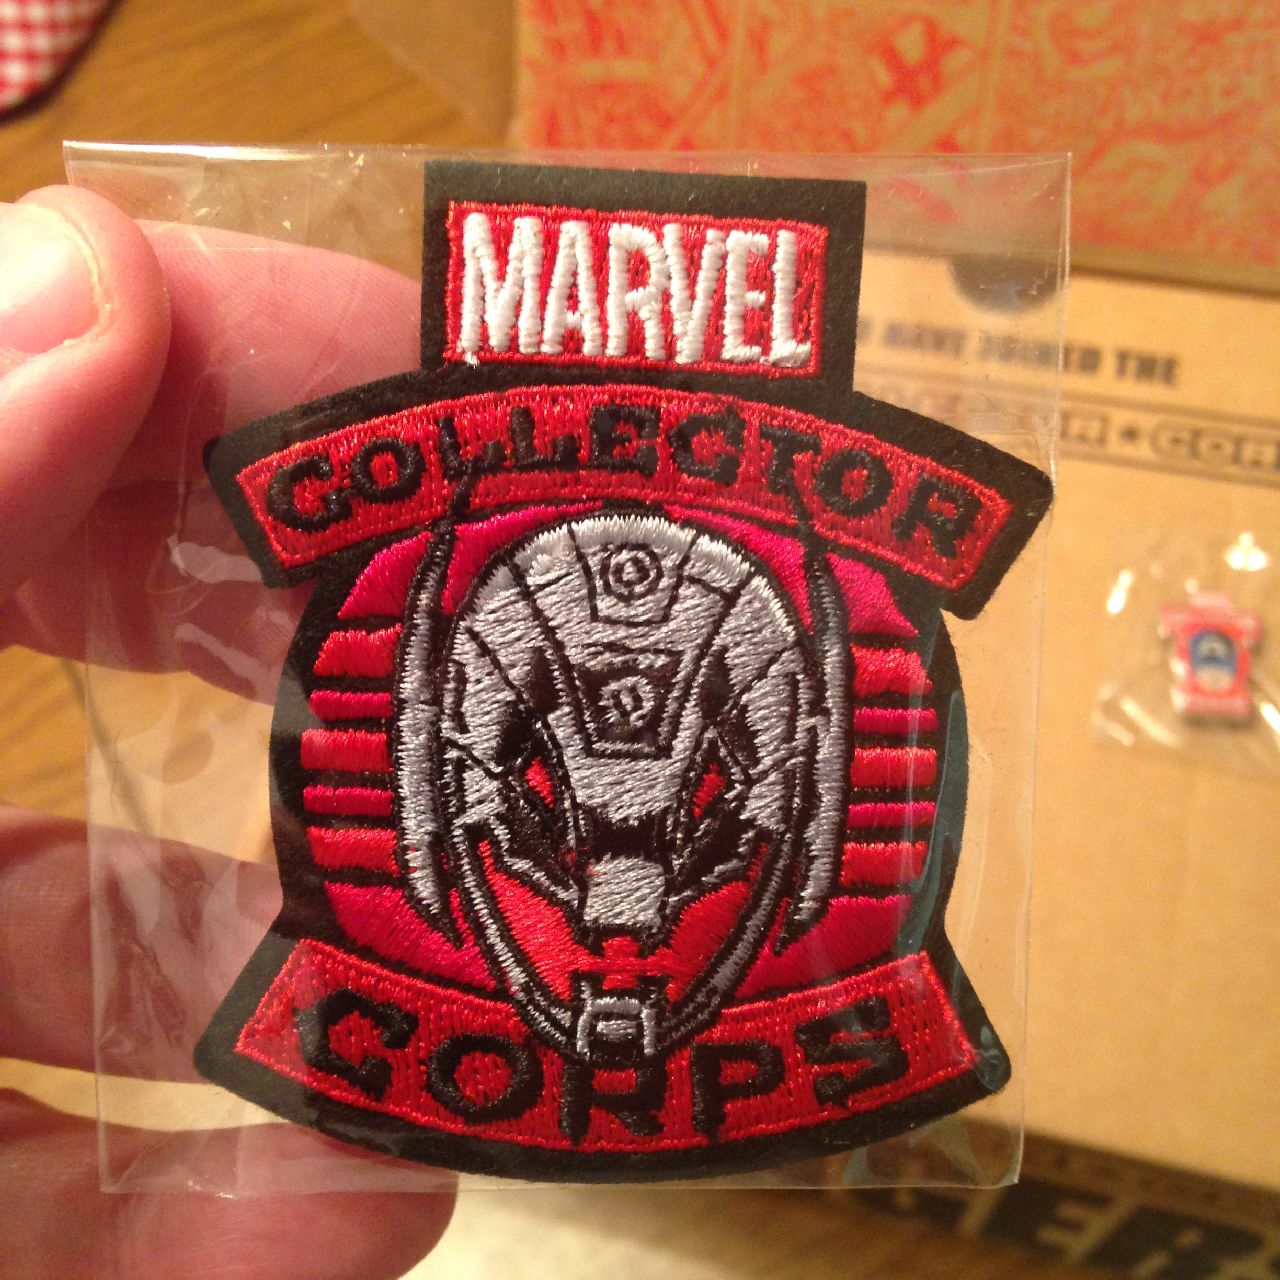 MARVEL
COLLECTOR
CORPS
HAVE JOINED THE